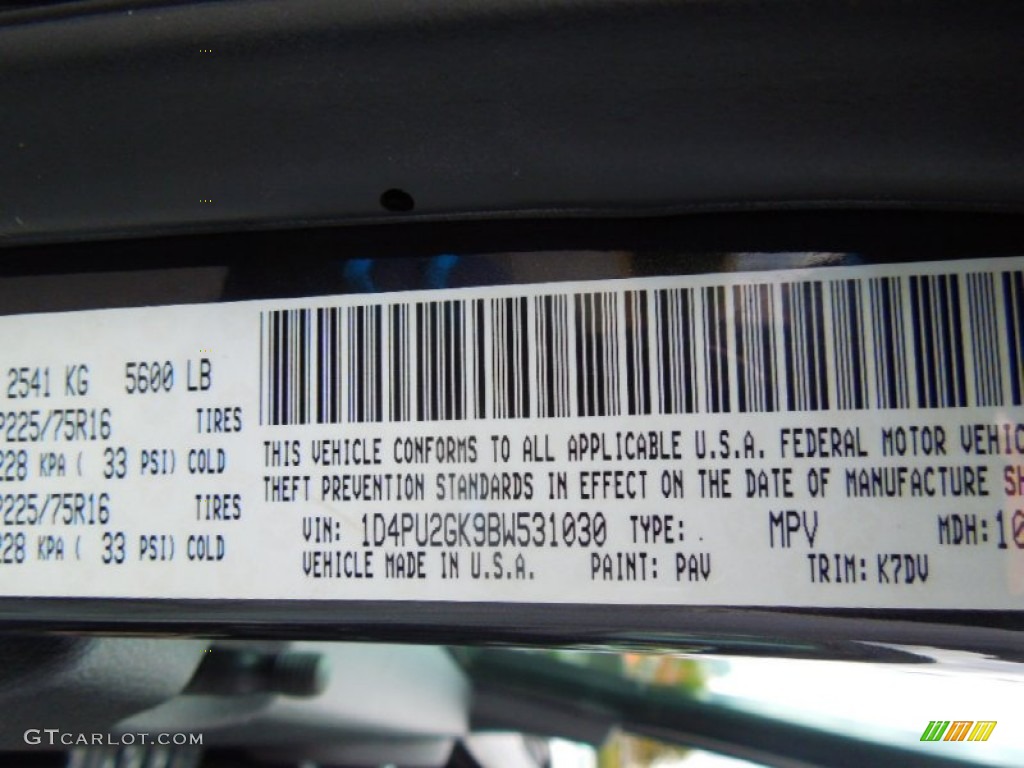 2541 KG 5600 LB
P225/75R16 TIRES
228 KPA ( 33 PSI) COLD
P225/75R16 TIRES
228 KPA ( 33 PSI) COLD
THIS VEHICLE CONFORMS TO ALL APPLICABLE U.S.A. FEDERAL MOTOR VEHIC
THEFT PREVENTION STANDARDS IN EFFECT ON THE DATE OF MANUFACTURE SH
VIN: 1D4PU2GK9BW531030 TYPE: MPV MDH: 10
VEHICLE MADE IN U.S.A. PAINT: PAV TRIM: K7DV
GTCARLOT.COM